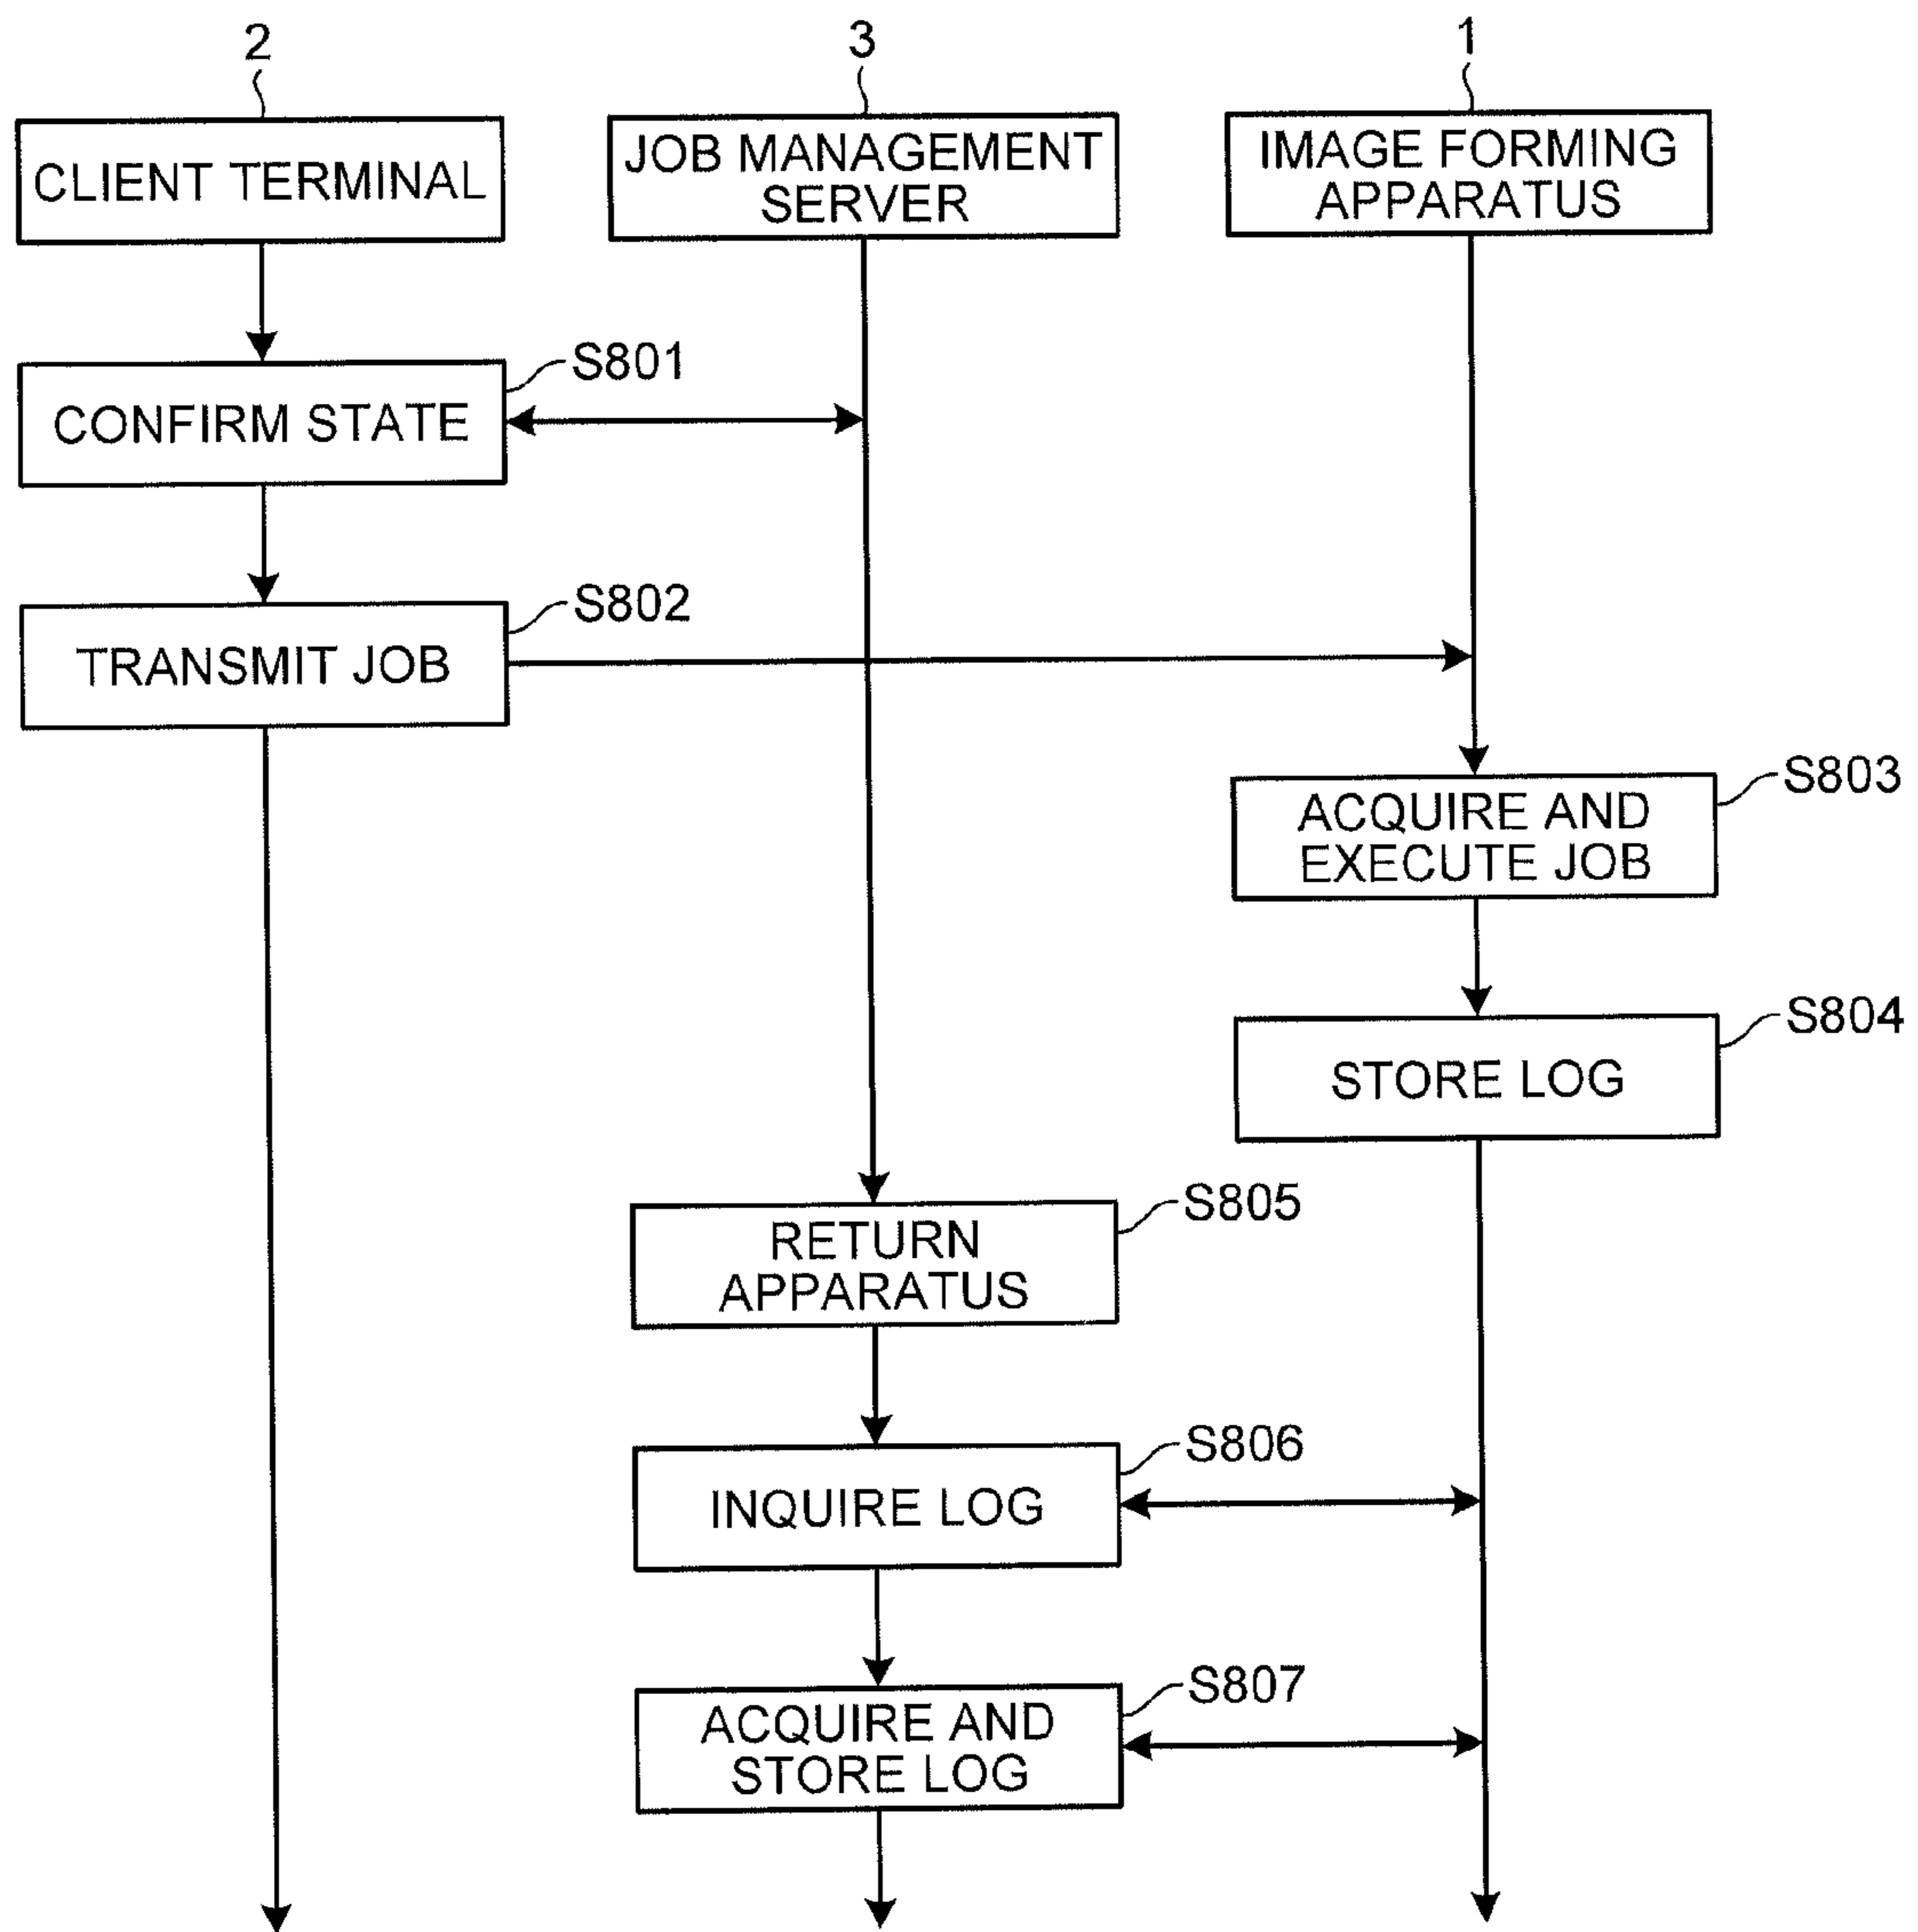 2
3
1
CLIENT TERMINAL
JOB MANAGEMENT
SERVER
IMAGE FORMING
APPARATUS
S801
CONFIRM STATE
S802
TRANSMIT JOB
S803
ACQUIRE AND
EXECUTE JOB
S804
STORE LOG
S805
RETURN
APPARATUS
S806
INQUIRE LOG
S807
ACQUIRE AND
STORE LOG